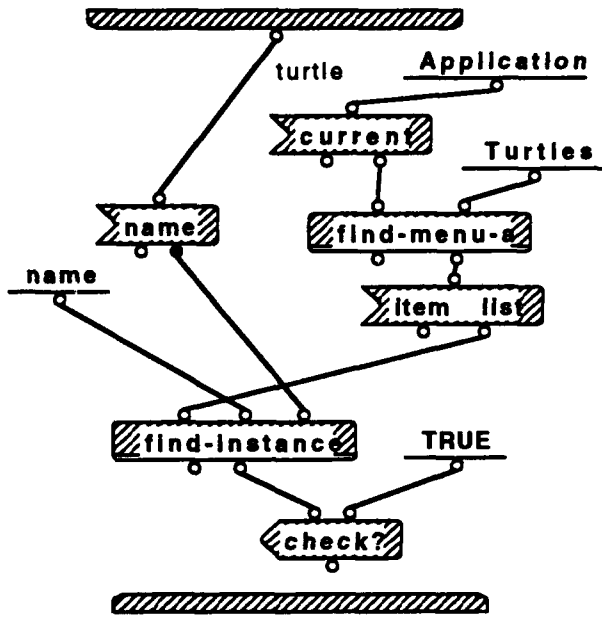 turtle
Application
current
Turtles
name
find-menu-a
name
item list
find-instance
TRUE
check?